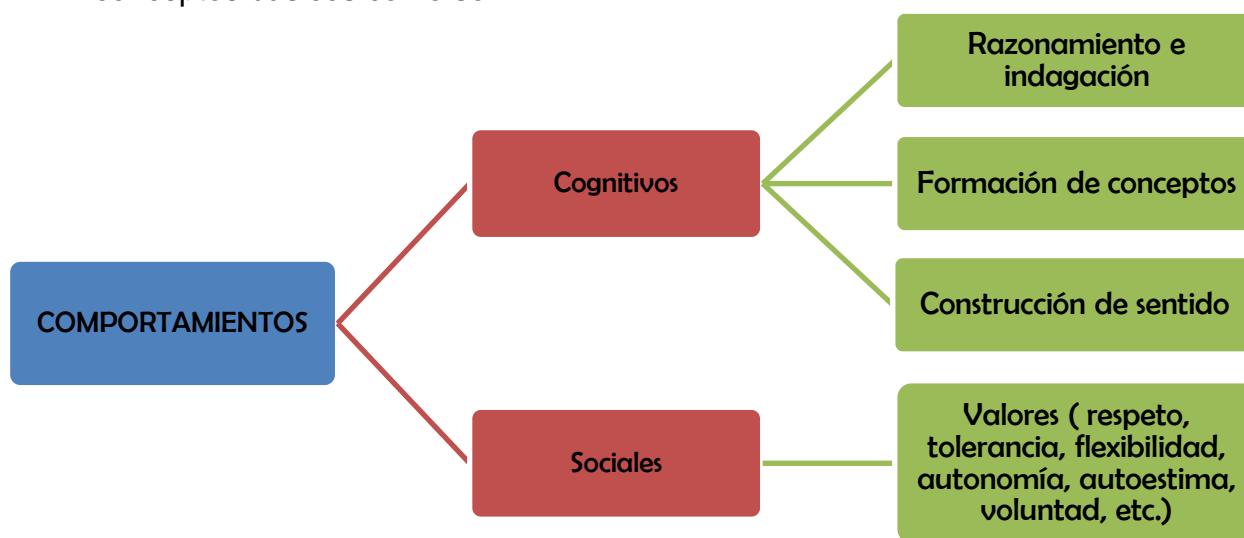 Razonamiento e
indagación
Cognitivos
Formación de conceptos
Construcción de sentido
COMPORTAMIENTOS
Sociales
Valores ( respeto,
tolerancia, flexibilidad,
autonomía, autoestima,
voluntad, etc.)